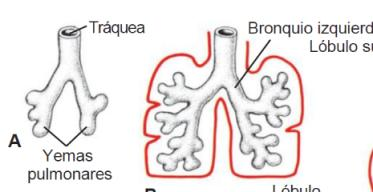 Tráquea
Bronquio izquierd
Lóbulo su
A
Yemas
pulmonares
B
Lóbulo